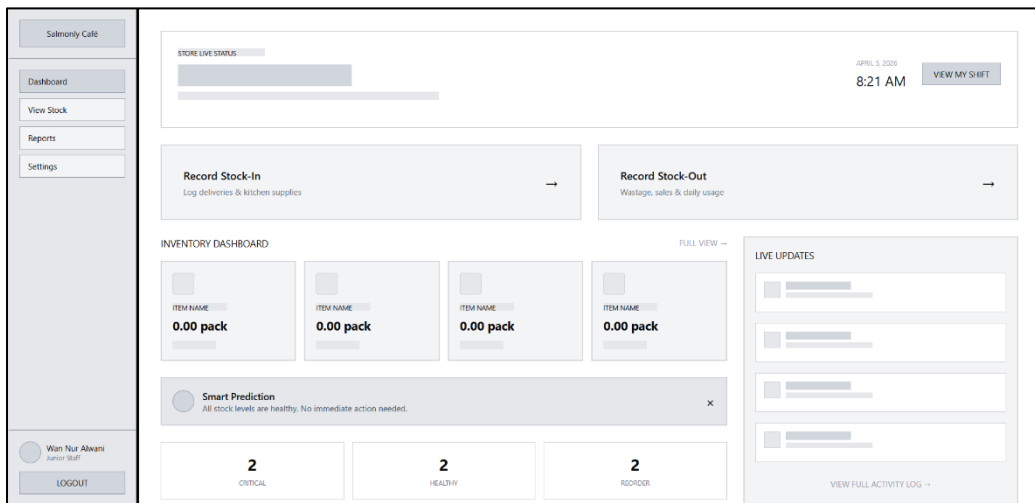 Salmonly Café
Dashboard
View Stock
Reports
Settings
Wan Nur Alwani
Junior Staff
LOGOUT
STORE LIVE STATUS
APRIL 5, 2026
8:21 AM
VIEW MY SHIFT
Record Stock-In
Log deliveries & kitchen supplies
→
Record Stock-Out
Wastage, sales & daily usage
→
INVENTORY DASHBOARD
FULL VIEW →
ITEM NAME
0.00 pack
ITEM NAME
0.00 pack
ITEM NAME
0.00 pack
ITEM NAME
0.00 pack
Smart Prediction
All stock levels are healthy. No immediate action needed.
×
2
CRITICAL
2
HEALTHY
2
REORDER
LIVE UPDATES
VIEW FULL ACTIVITY LOG →